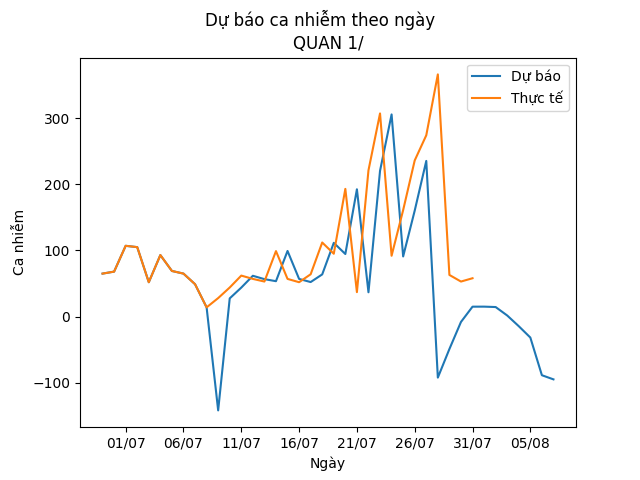 Dự báo ca nhiễm theo ngày
QUAN 1/
Dự báo
Thực tế
Ca nhiễm
300
200
100
0
−100
01/07 06/07 11/07 16/07 21/07 26/07 31/07 05/08
Ngày